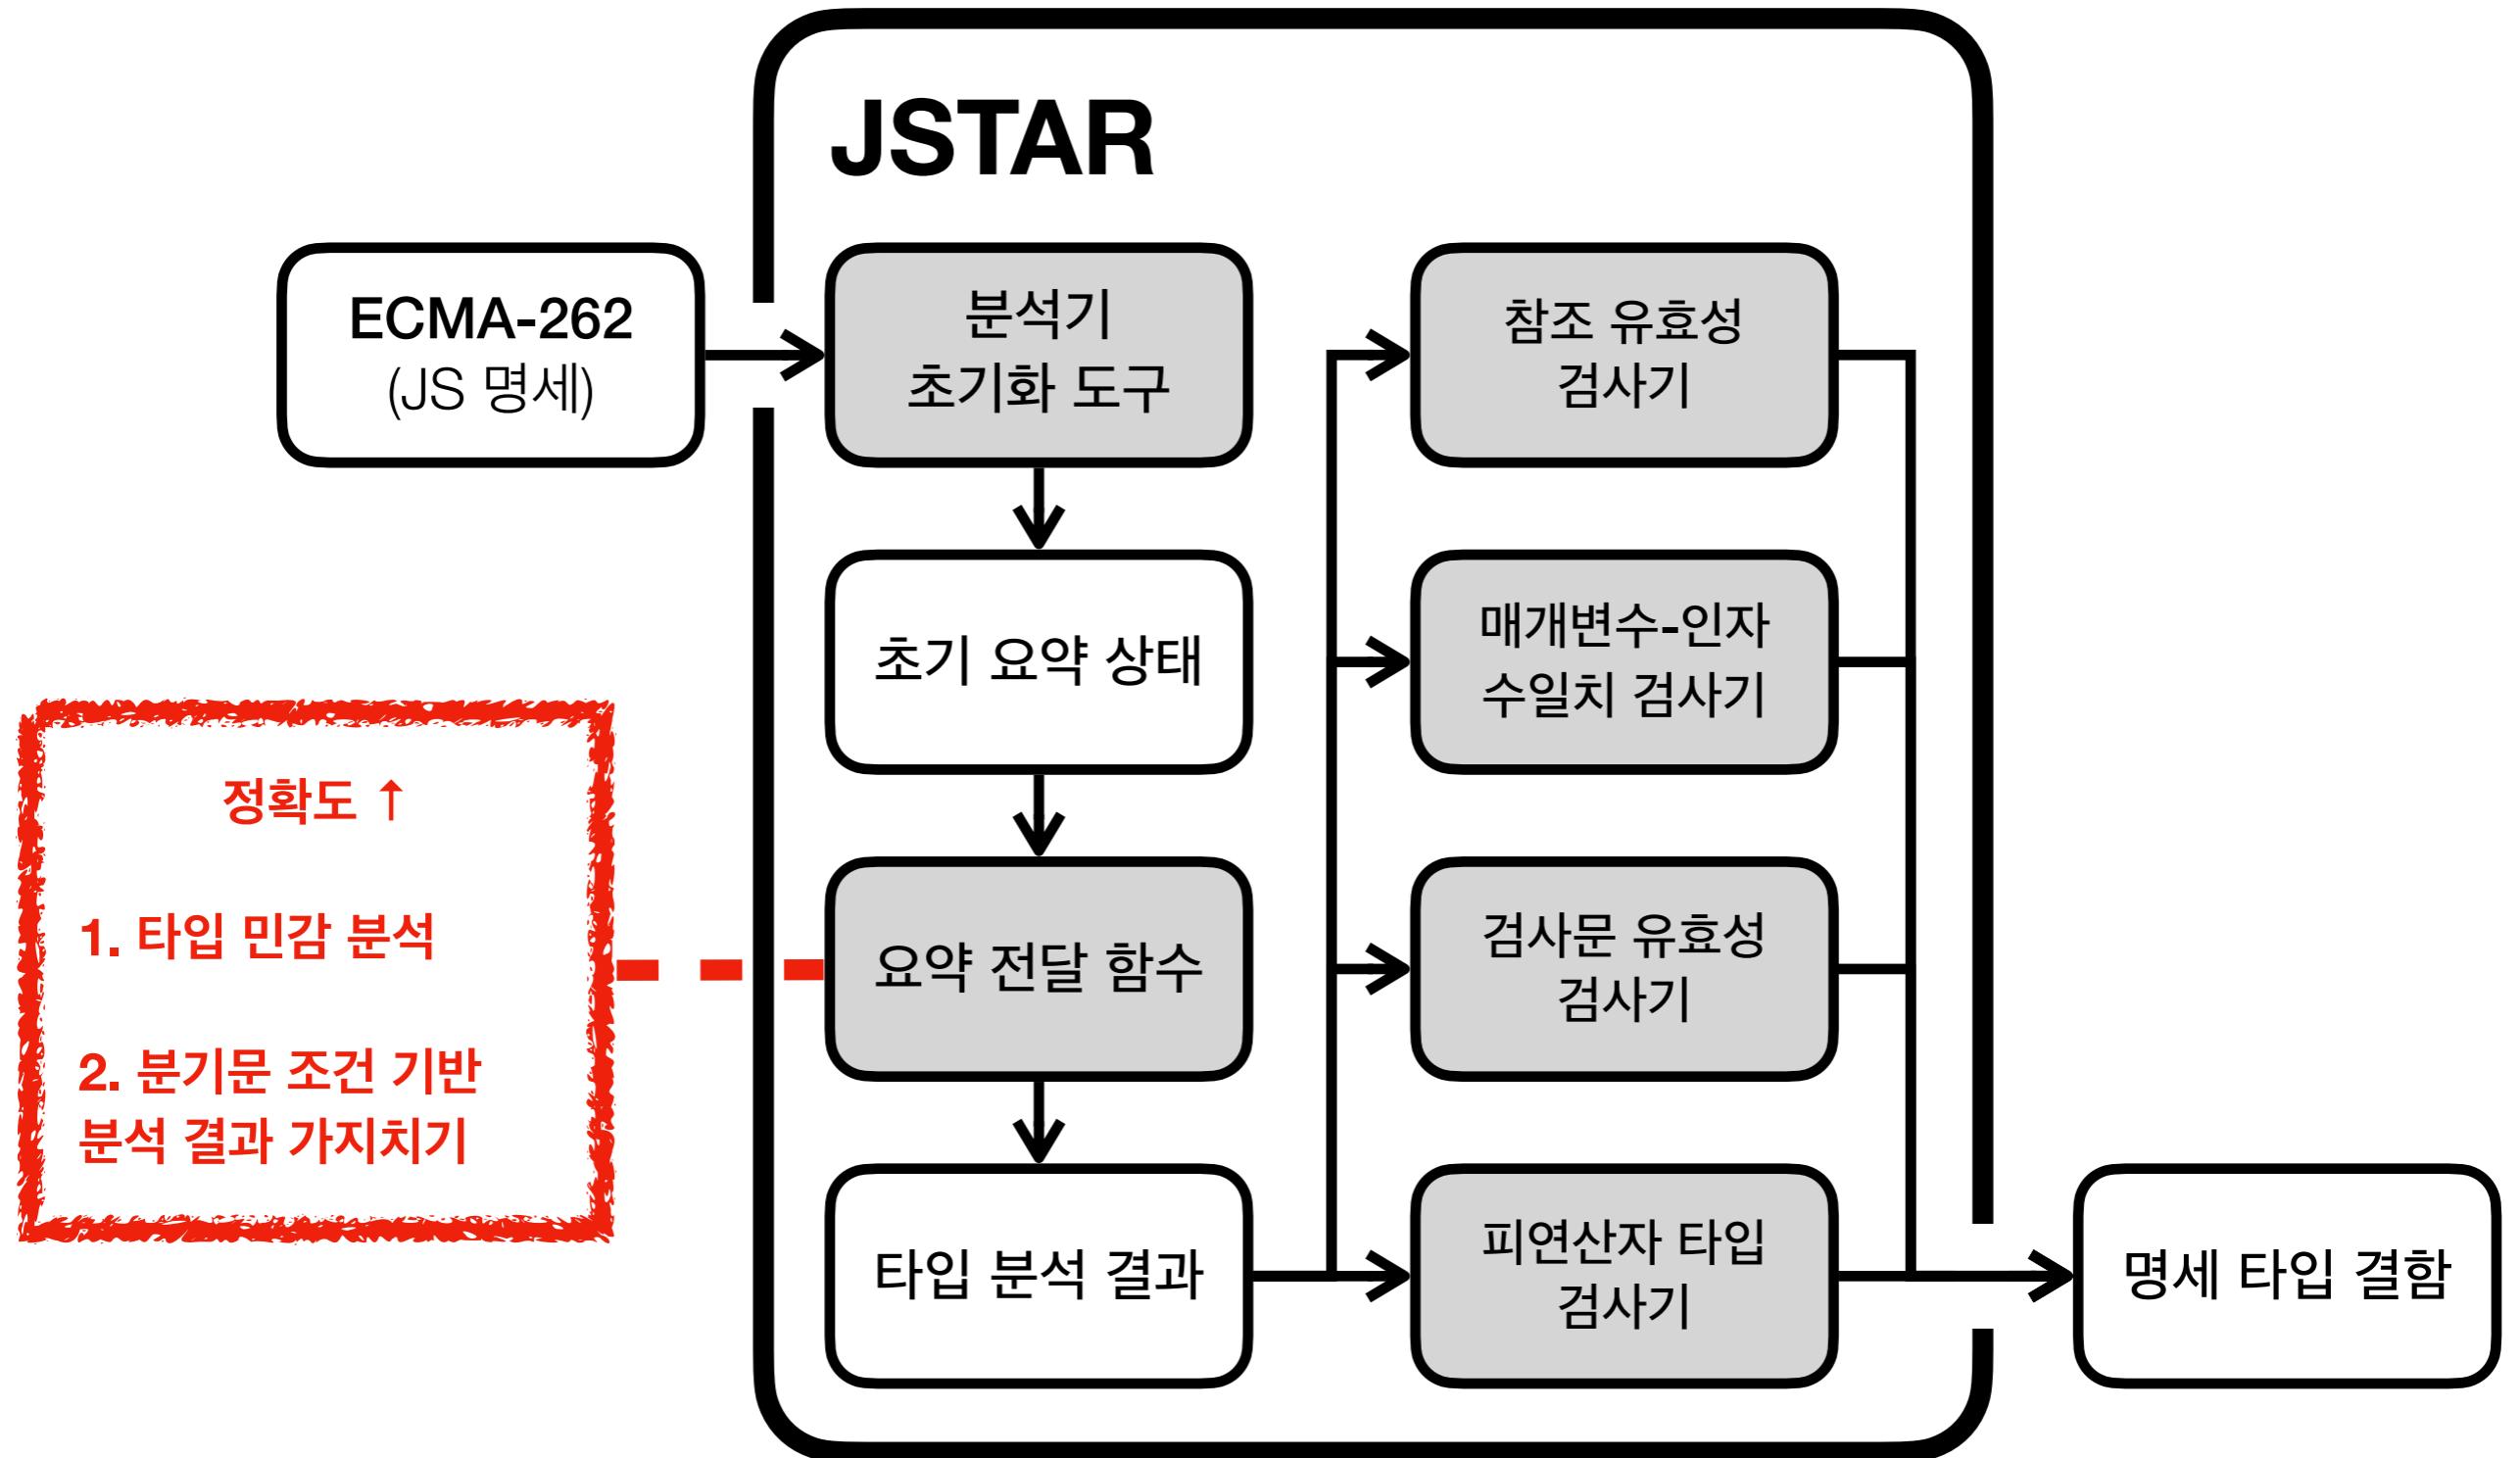 JSTAR
ECMA-262
(JS 명세)
분석기
초기화 도구
초기 요약 상태
요약 전달 함수
타입 분석 결과
참조 유효성
검사기
매개변수-인자
수일치 검사기
검사문 유효성
검사기
피연산자 타입
검사기
명세 타입 결함
정확도 ↑
1. 타입 민감 분석
2. 분기문 조건 기반
분석 결과 가지치기